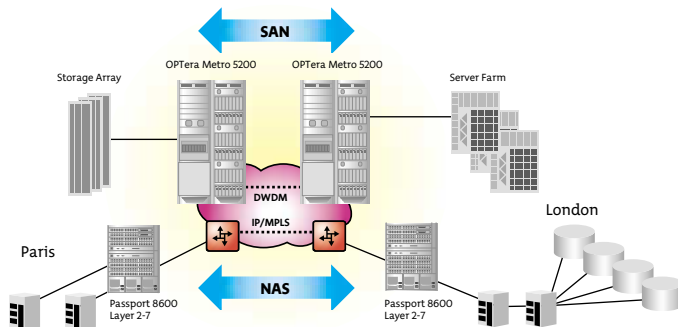 SAN
OPTera Metro 5200
OPTera Metro 5200
Storage Array
Server Farm
DWDM
IP/MPLS
London
Paris
NAS
Passport 8600
Layer 2-7
Passport 8600
Layer 2-7